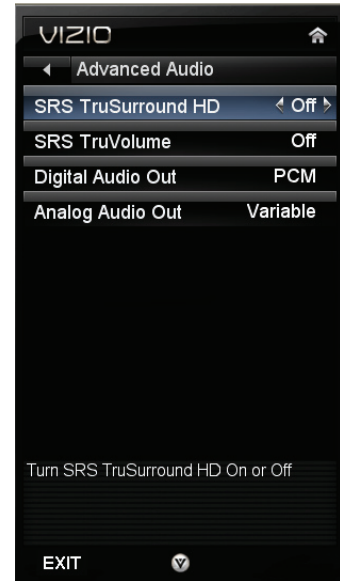 VIZIO
Advanced Audio
SRS TruSurround HD Off
SRS TruVolume Off
Digital Audio Out PCM
Analog Audio Out Variable
Turn SRS TruSurround HD On or Off
EXIT V